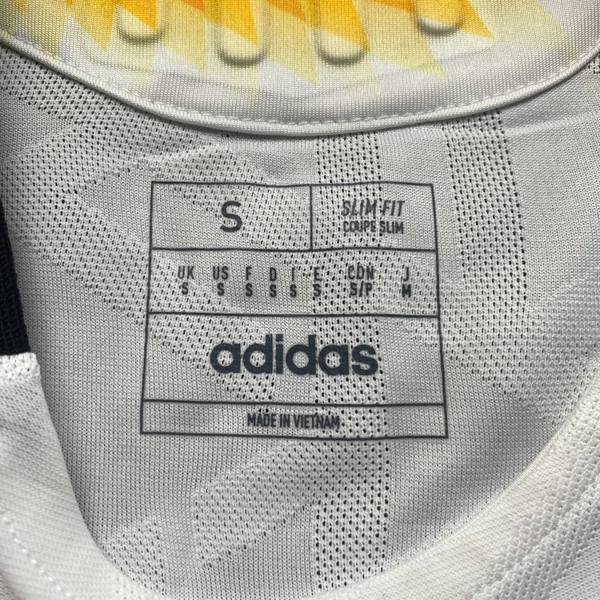 S
SLIM FIT
COUPE SLIM
UK US F D I E CDN J
S S S S S S S/P M
adidas
MADE IN VIETNAM